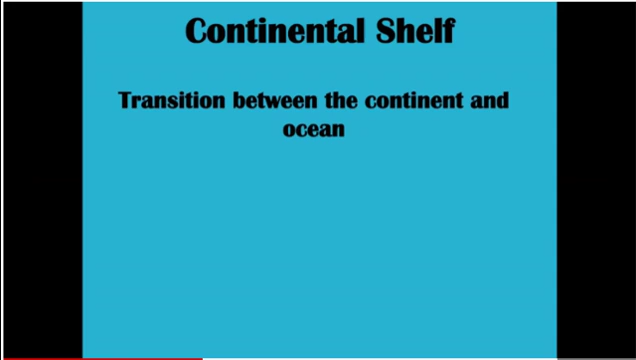 Continental Shelf
Transition between the continent and
ocean